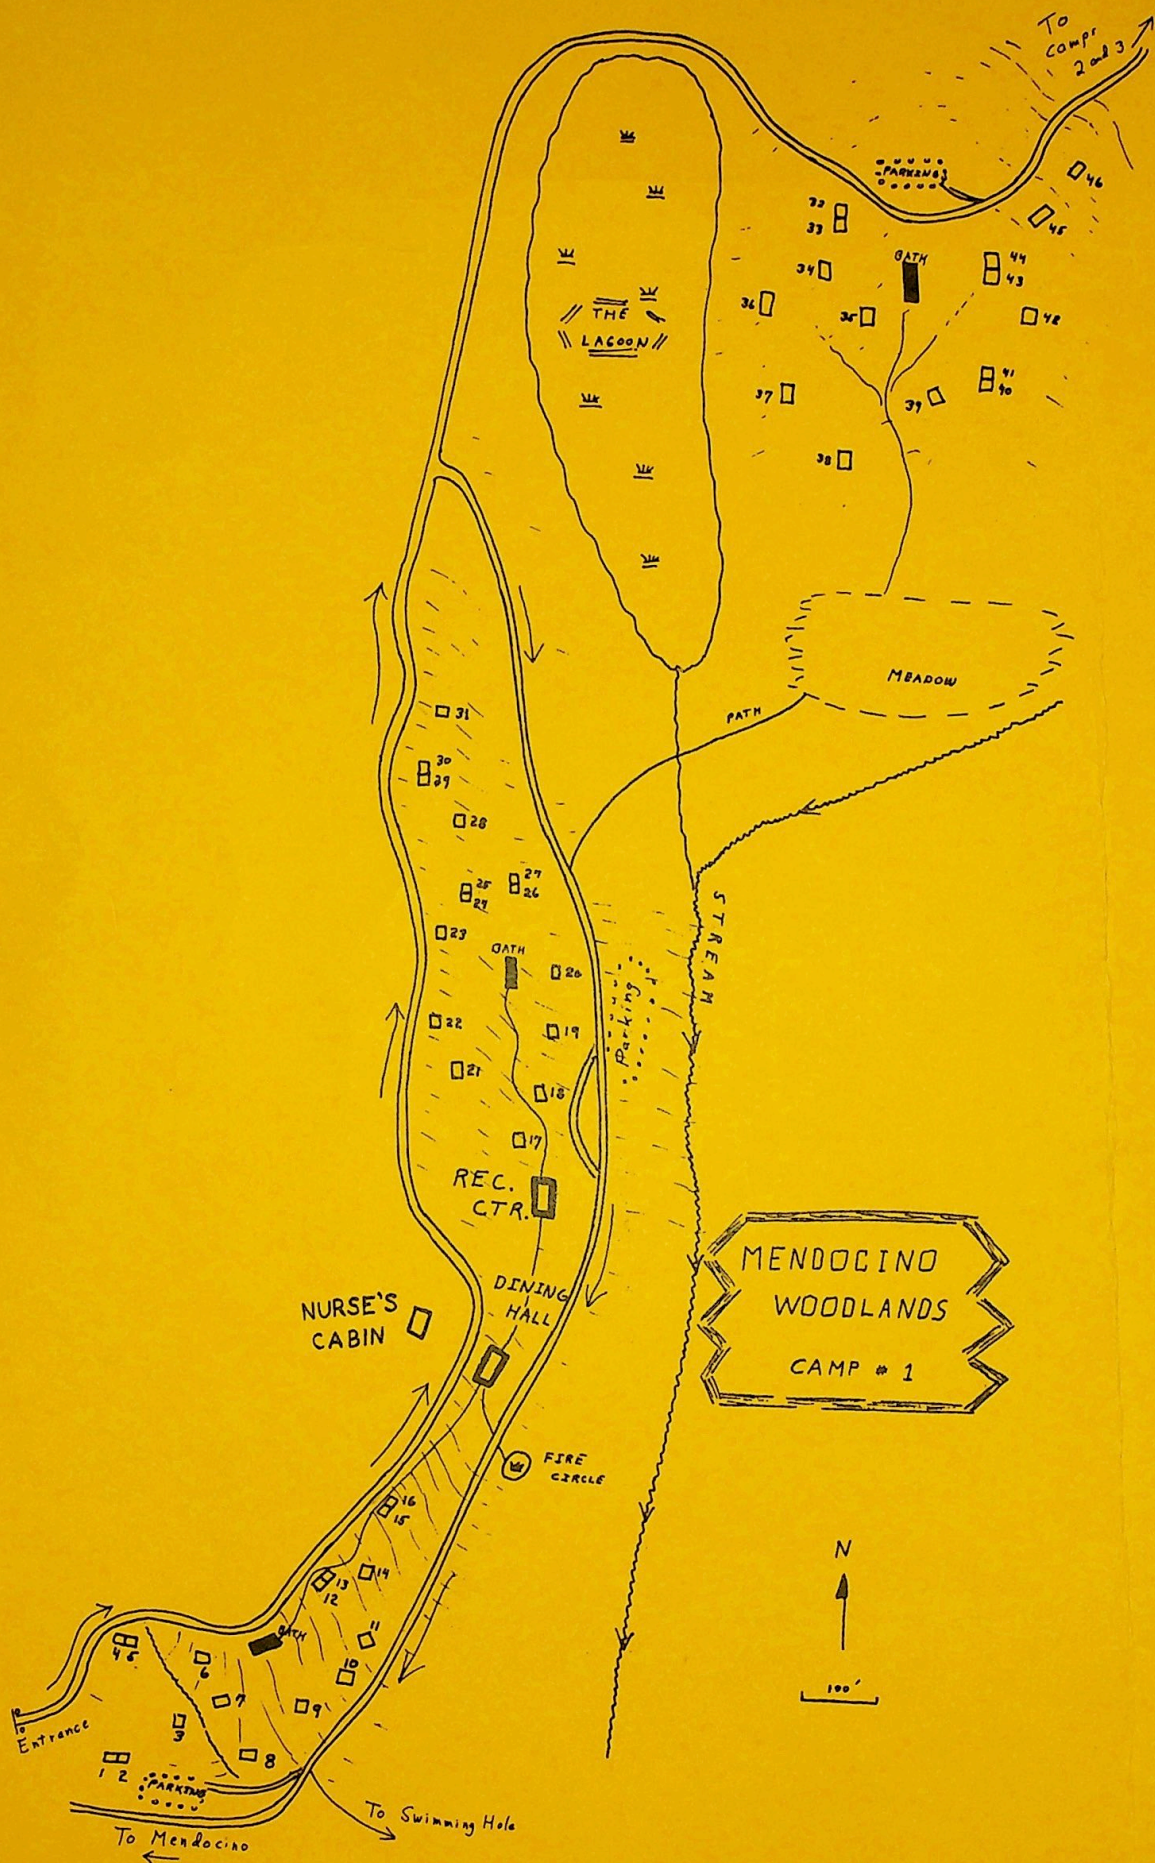 To
Camps
2 and 3
PARKING
46
45
32
33
44
43
BATH
34
36
35
42
THE
LAGOON
41
40
37
39
38
MEADOW
PATH
31
30
29
28
27
26
25
24
23
BATH
20
STREAM
Parking
22
19
21
18
17
REC.
CTR.
DINING
HALL
NURSE'S
CABIN
MENDOCINO
WOODLANDS
CAMP # 1
FIRE
CIRCLE
16
15
14
13
12
11
BATH
10
N
100'
4 5
6
7
9
3
8
Entrance
1 2
PARKING
To Swimming Hole
To Mendocino